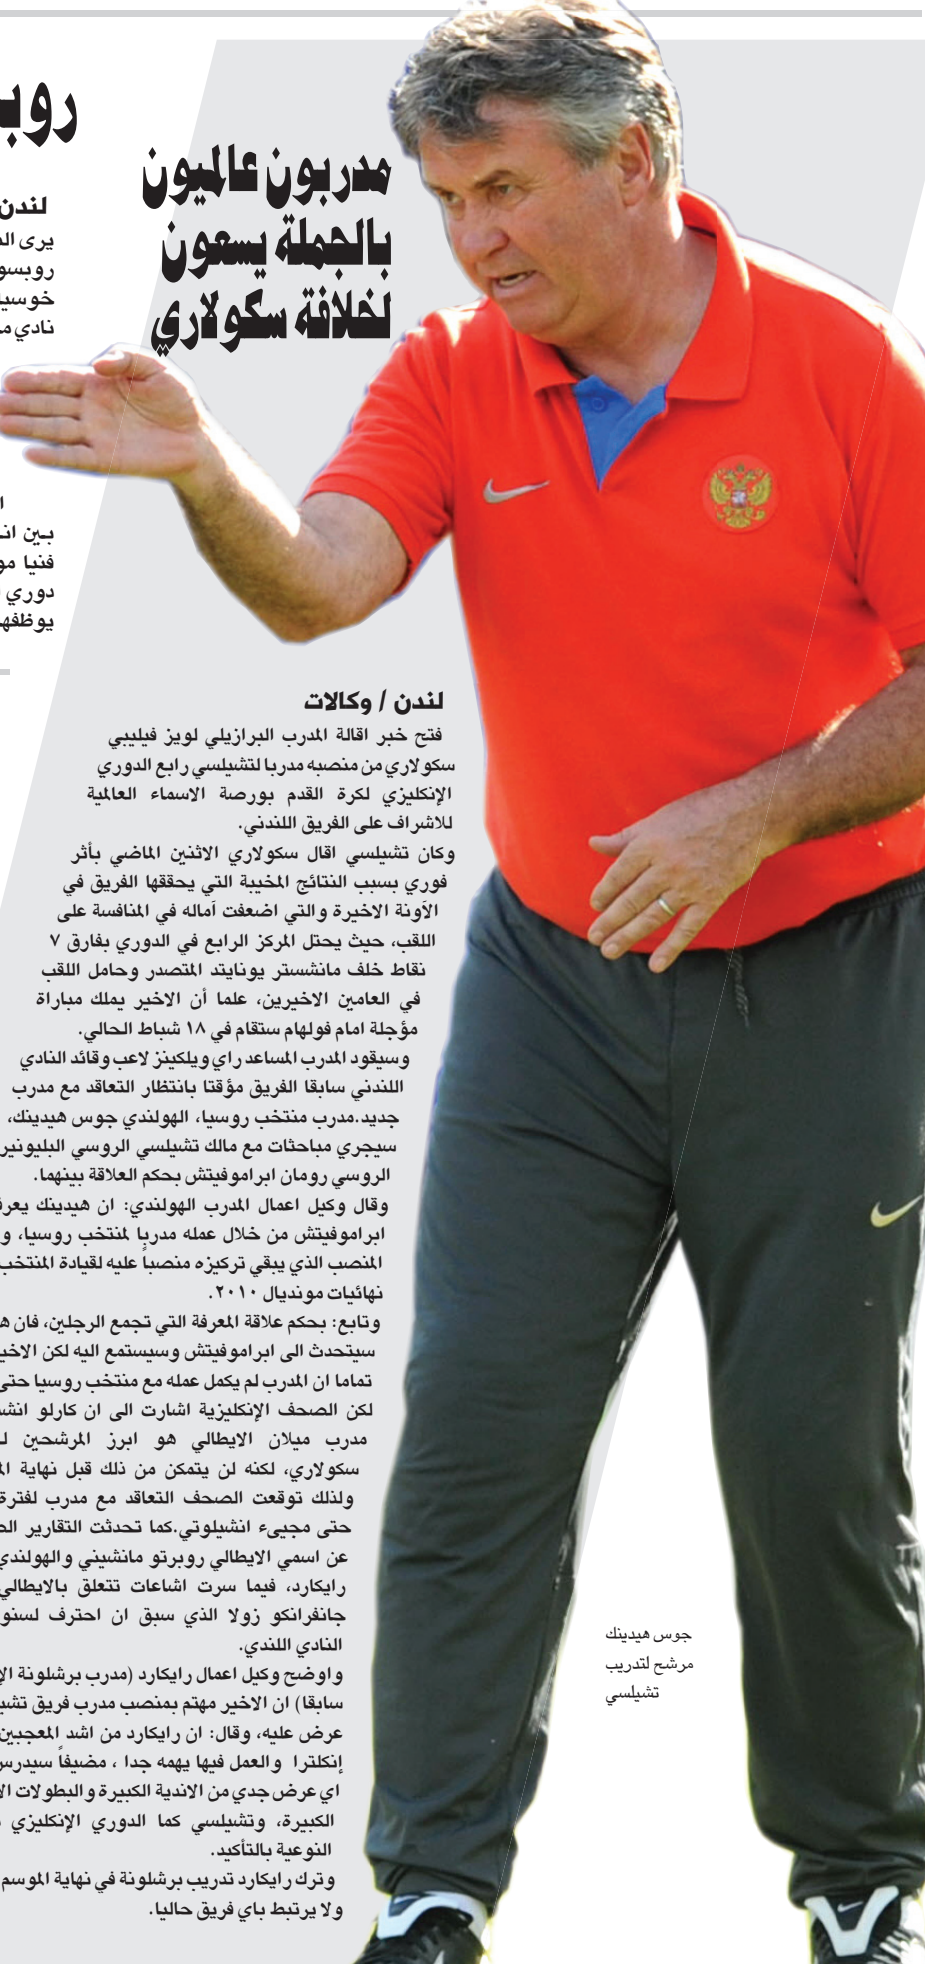 مدربون عالميون
بالجملة يسعون
لخلافة سكولاري
لندن / وكالات
فتح خبر اقالة المدرب البرازيلي لويز فيليبي
سكولاري من منصبه مدربا لتشيلسي رابع الدوري
الإنكليزي لكرة القدم بورصة الاسماء العالمية
للاشراف على الفريق اللندني.
وكان تشيلسي اقال سكولاري الاثنين الماضي بأثر
فوري بسبب النتائج المخيبة التي يحققها الفريق في
الآونة الاخيرة والتي اضعفت آماله في المنافسة على
اللقب، حيث يحتل المركز الرابع في الدوري بفارق ٧
نقاط خلف مانشستر يونايتد المتصدر وحامل اللقب
في العامين الاخيرين، علما أن الاخير يملك مباراة
مؤجلة امام فولهام ستقام في ١٨ شباط الحالي.
وسيقود المدرب المساعد راي ويلكينز لاعب وقائد النادي
اللندني سابقا الفريق مؤقتا بانتظار التعاقد مع مدرب
جديد.مدرب منتخب روسيا، الهولندي جوس هيدينك،
سيجري مباحثات مع مالك تشيلسي الروسي البليونير
الروسي رومان ابراموفيتش بحكم العلاقة بينهما.
وقال وكيل اعمال المدرب الهولندي: ان هيدينك
ابراموفيتش من خلال عمله مدربا لمنتخب روسيا،
المنصب الذي يبقي تركيزه منصباً عليه لقيادة المنتخب
نهائيات مونديال ٢٠١٠.
وتابع: بحكم علاقة المعرفة التي تجمع الرجلين، فان
سيتحدث الى ابراموفيتش وسيستمع اليه لكن
تماما ان المدرب لم يكمل عمله مع منتخب روسيا حتى
لكن الصحف الإنكليزية اشارت الى ان كارلو
مدرب ميلان الايطالي هو ابرز المرشحين
سكولاري، لكنه لن يتمكن من ذلك قبل نهاية
ولذلك توقعت الصحف التعاقد مع مدرب لفترة
حتى مجيىء انشيلوتي.كما تحدثت التقارير
عن اسمي الايطالي روبرتو مانشيني والهولندي
رايكارد، فيما سرت اشاعات تتعلق بالايطالي
جانفرانكو زولا الذي سبق ان احترف
النادي اللندي.
واوضح وكيل اعمال رايكارد (مدرب برشلونة
سابقا) ان الاخير مهتم بمنصب مدرب فريق
عرض عليه، وقال: ان رايكارد من اشد المعجبين
إنكلترا والعمل فيها يهمه جدا ، مضيفاً
اي عرض جدي من الاندية الكبيرة والبطولات
الكبيرة، وتشيلسي كما الدوري الإنكليزي
النوعية بالتأكيد.
وترك رايكارد تدريب برشلونة في نهاية الموسم
ولا يرتبط باي فريق حاليا.
جوس هيدينك
مرشح لتدريب
تشيلسي
لندن
يرى
بين
فنيا
دوري